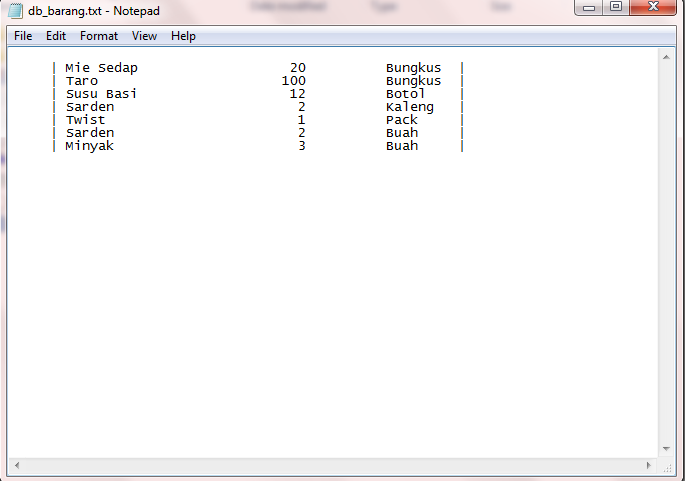 db_barang.txt - Notepad
File Edit Format View Help
| Mie Sedap 20 Bungkus |
| Taro 100 Bungkus |
| Susu Basi 12 Botol |
| Sarden 2 Kaleng |
| Twist 1 Pack |
| Sarden 2 Buah |
| Minyak 3 Buah |